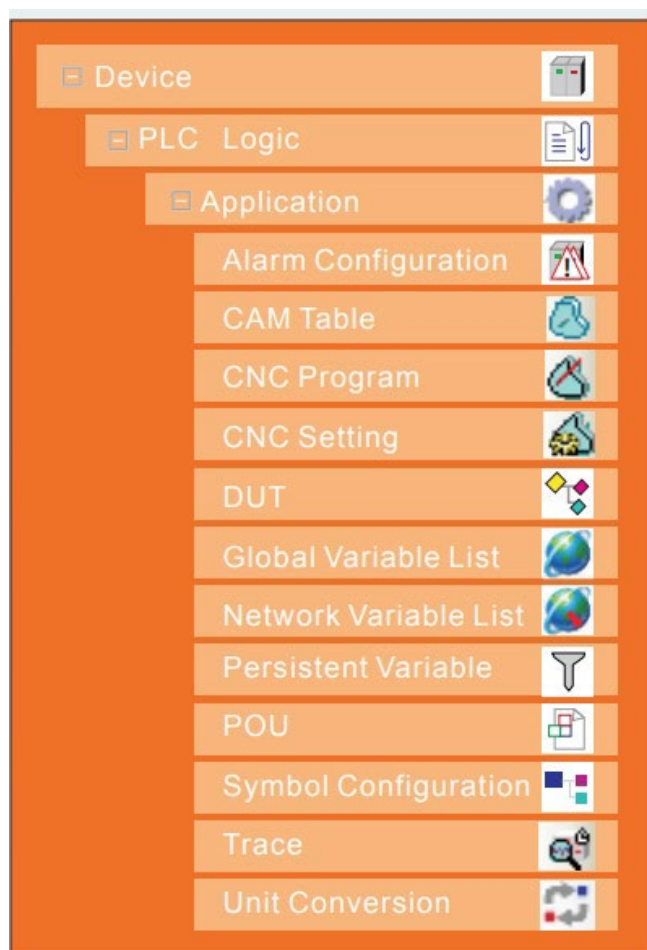 Device
PLC Logic
Application
Alarm Configuration
CAM Table
CNC Program
CNC Setting
DUT
Global Variable List
Network Variable List
Persistent Variable
POU
Symbol Configuration
Trace
Unit Conversion